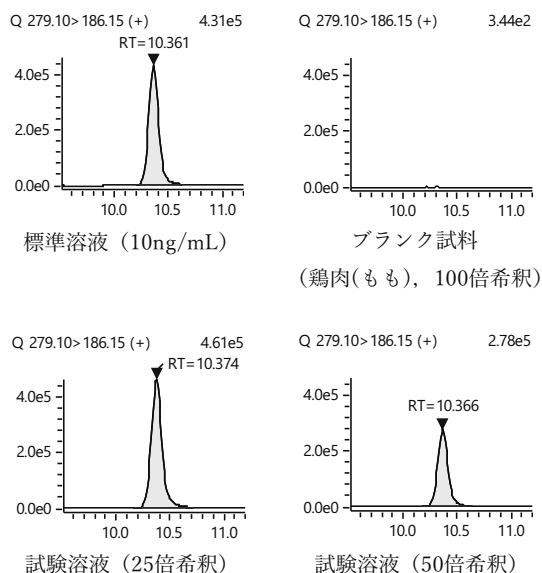 Q 279.10>186.15 (+) 4.31e5
RT=10.361
4.0e5
2.0e5
0.0e0
10.0 10.5 11.0
標準溶液（10ng/mL）
Q 279.10>186.15 (+) 3.44e2
4.0e5
2.0e5
0.0e0
10.0 10.5 11.0
ブランク試料
（鶏肉(もも)，100倍希釈）
Q 279.10>186.15 (+) 4.61e5
RT=10.374
4.0e5
2.0e5
0.0e0
10.0 10.5 11.0
試験溶液（25倍希釈）
Q 279.10>186.15 (+) 2.78e5
RT=10.366
4.0e5
2.0e5
0.0e0
10.0 10.5 11.0
試験溶液（50倍希釈）